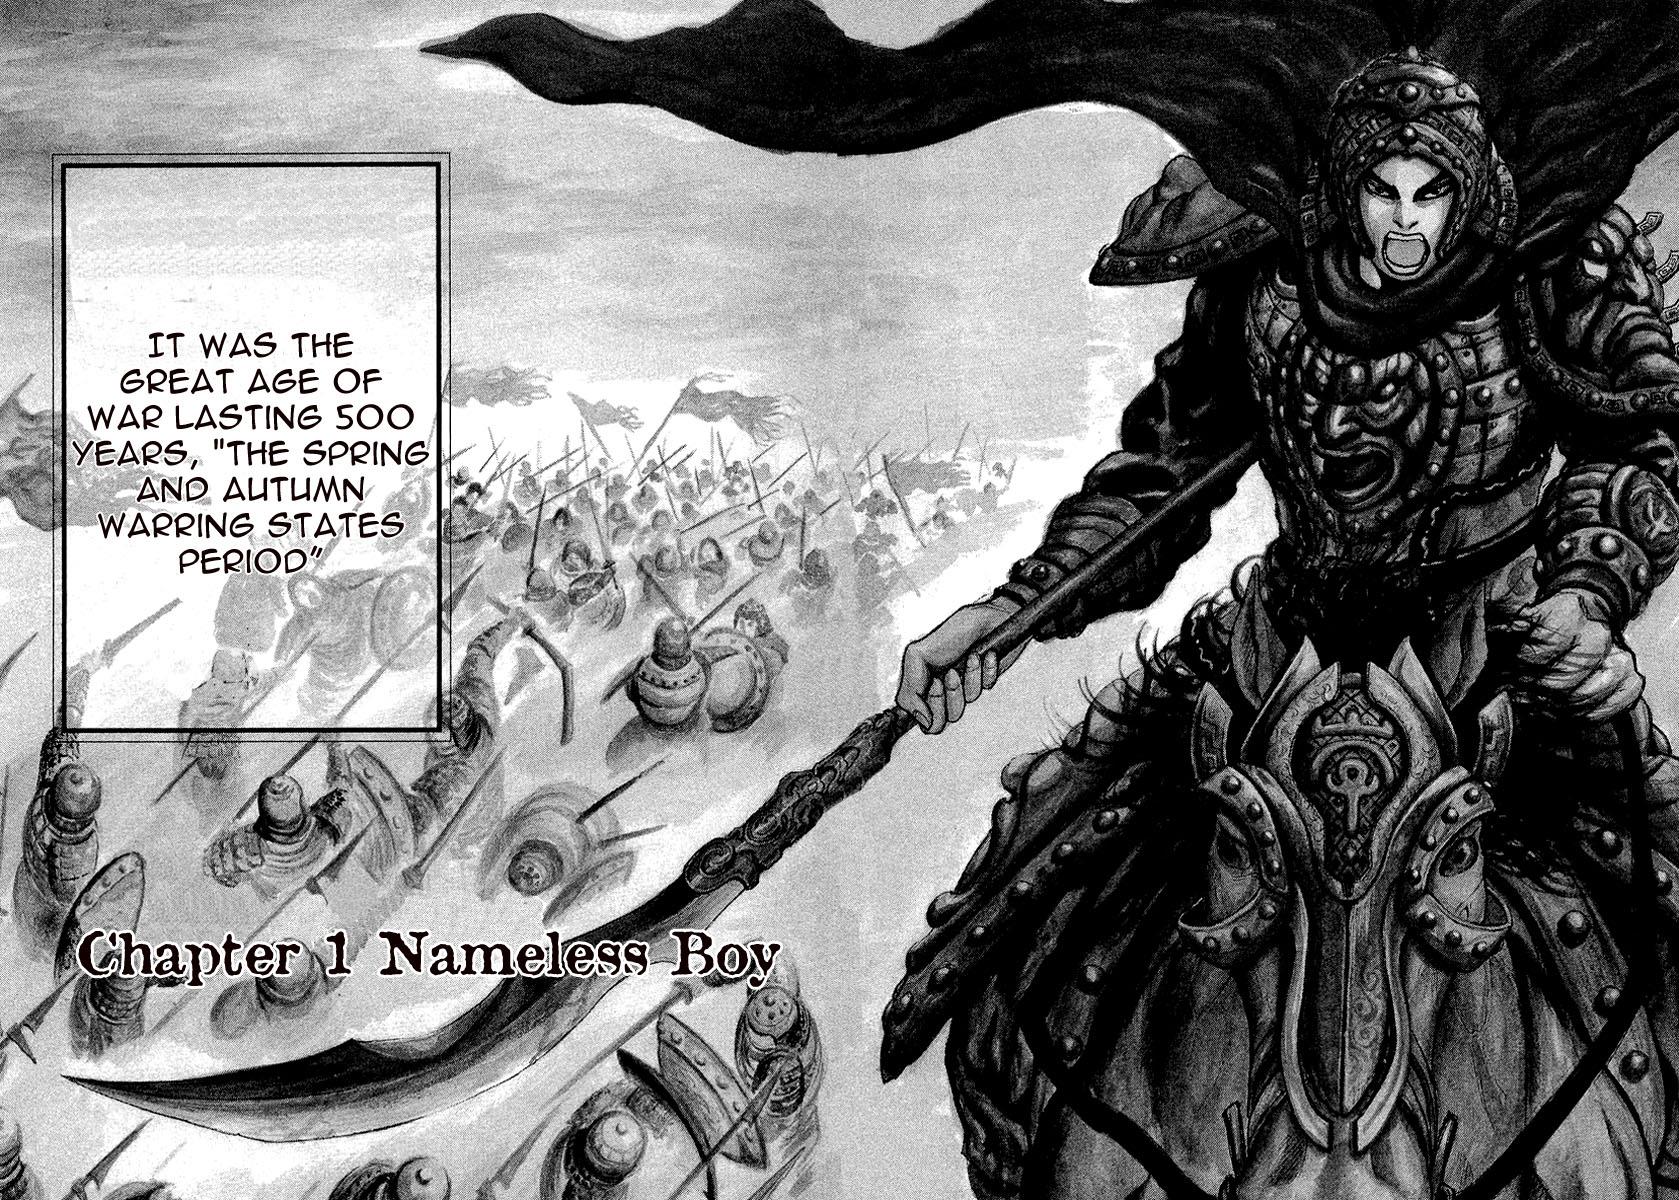 IT WAS THE
GREAT AGE OF
WAR LASTING 500
YEARS, "THE SPRING
AND AUTUMN
WARRING STATES
PERIOD"
Chapter 1 Nameless Boy